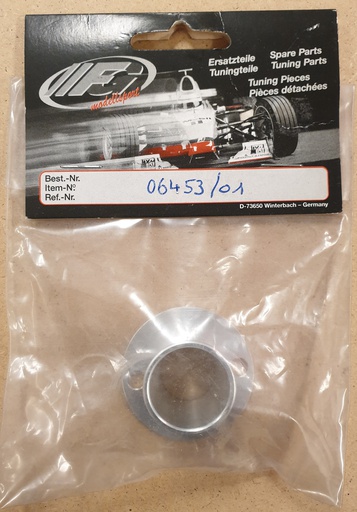 modellsport
Ersatzteile
Tuningteile
Spare Parts
Tuning Parts
Tuning Pieces
Pièces détachées
Best.-Nr.
Item-Nº
Ref.-Nr.
06453/01
D-73650 Winterbach – Germany